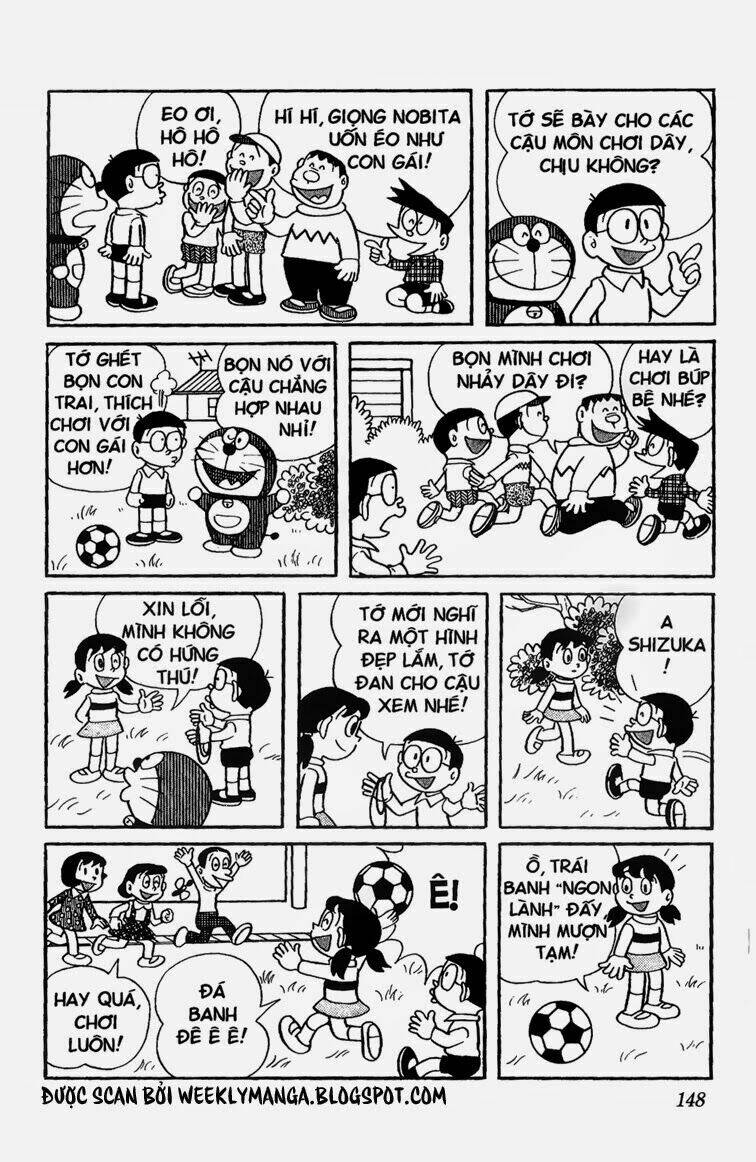 TỚ SẼ BÀY CHO CÁC
CẬU MÔN CHƠI DÂY,
CHỊU KHÔNG?
HÍ HÍ, GIỌNG NOBITA
UỐN ÉO NHƯ
CON GÁI!
EO ƠI,
HÔ HÔ
HÔ!
BỌN MÌNH CHƠI
NHẢY DÂY ĐI?
HAY LÀ
CHƠI BÚP
BÊ NHÉ?
BỌN NÓ VỚI
CẬU CHẲNG
HỢP NHAU
NHỈ!
TỚ GHÉT
BỌN CON
TRAI, THÍCH
CHƠI VỚI
CON GÁI
HƠN!
A
SHIZUKA
!
TỚ MỚI NGHĨ
RA MỘT HÌNH
ĐẸP LẮM, TỚ
ĐAN CHO CẬU
XEM NHÉ!
XIN LỖI,
MÌNH KHÔNG
CÓ HỨNG
THÚ!
Ồ, TRÁI
BANH "NGON
LÀNH" ĐẤY,
MÌNH MƯỢN
TẠM!
Ê!
ĐÁ
BANH
ĐÊ Ê Ê!
HAY QUÁ,
CHƠI
LUÔN!
ĐƯỢC SCAN BỞI WEEKLYMANGA.BLOGSPOT.COM
148